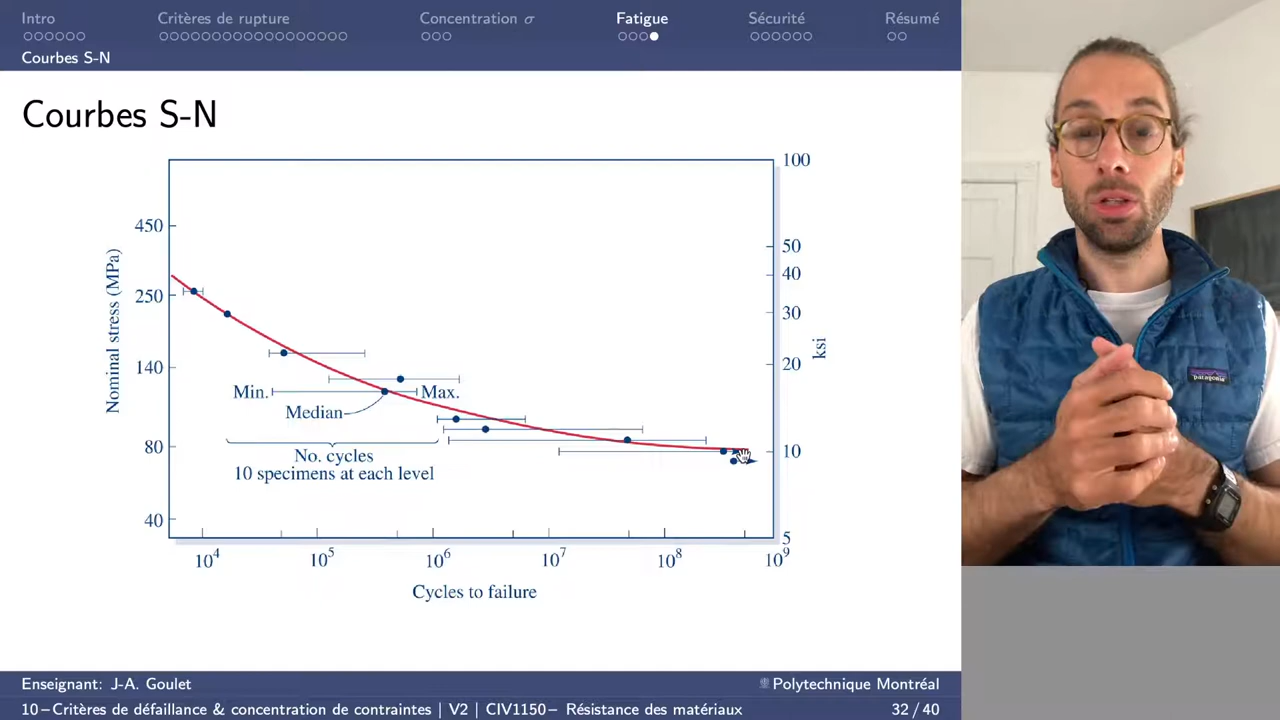 Intro Critères de rupture Concentration σ Fatigue Sécurité Résumé
Courbes S-N
Courbes S-N
100
450
50
40
250
30
Nominal stress (MPa)
ksi
20
140
Min. Max.
Median
80
10
No. cycles
10 specimens at each level
40
5
10^4 10^5 10^6 10^7 10^8 10^9
Cycles to failure
patagonia
Enseignant: J-A. Goulet Polytechnique Montréal
10 – Critères de défaillance & concentration de contraintes | V2 | CIV1150 – Résistance des matériaux 32 / 40